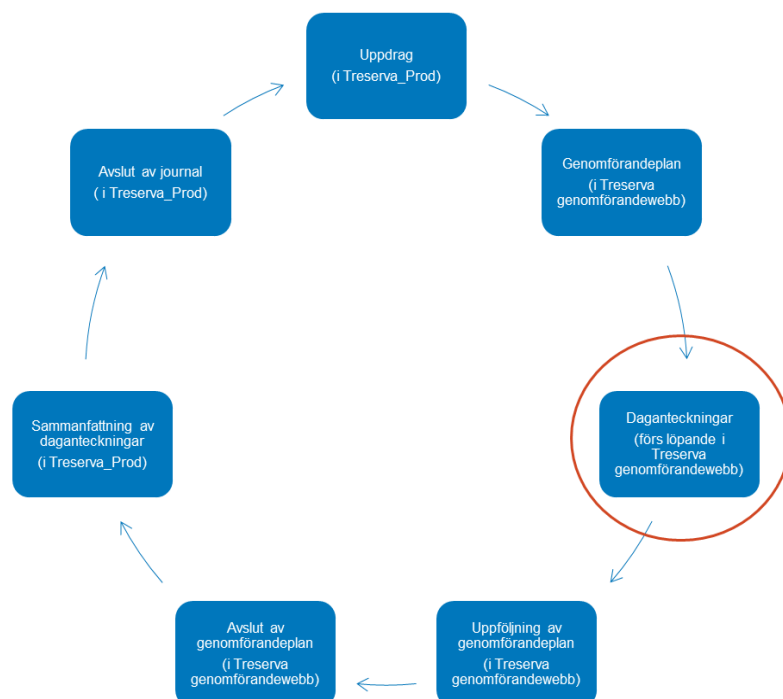 Uppdrag
(i Treserva_Prod)
Genomförandeplan
(i Treserva
genomförandewebb)
Daganteckningar
(förs löpande i
Treserva
genomförandewebb)
Uppföljning av
genomförandeplan
(i Treserva
genomförandewebb)
Avslut av
genomförandeplan
(i Treserva
genomförandewebb)
Sammanfattning av
daganteckningar
(i Treserva_Prod)
Avslut av journal
( i Treserva_Prod)